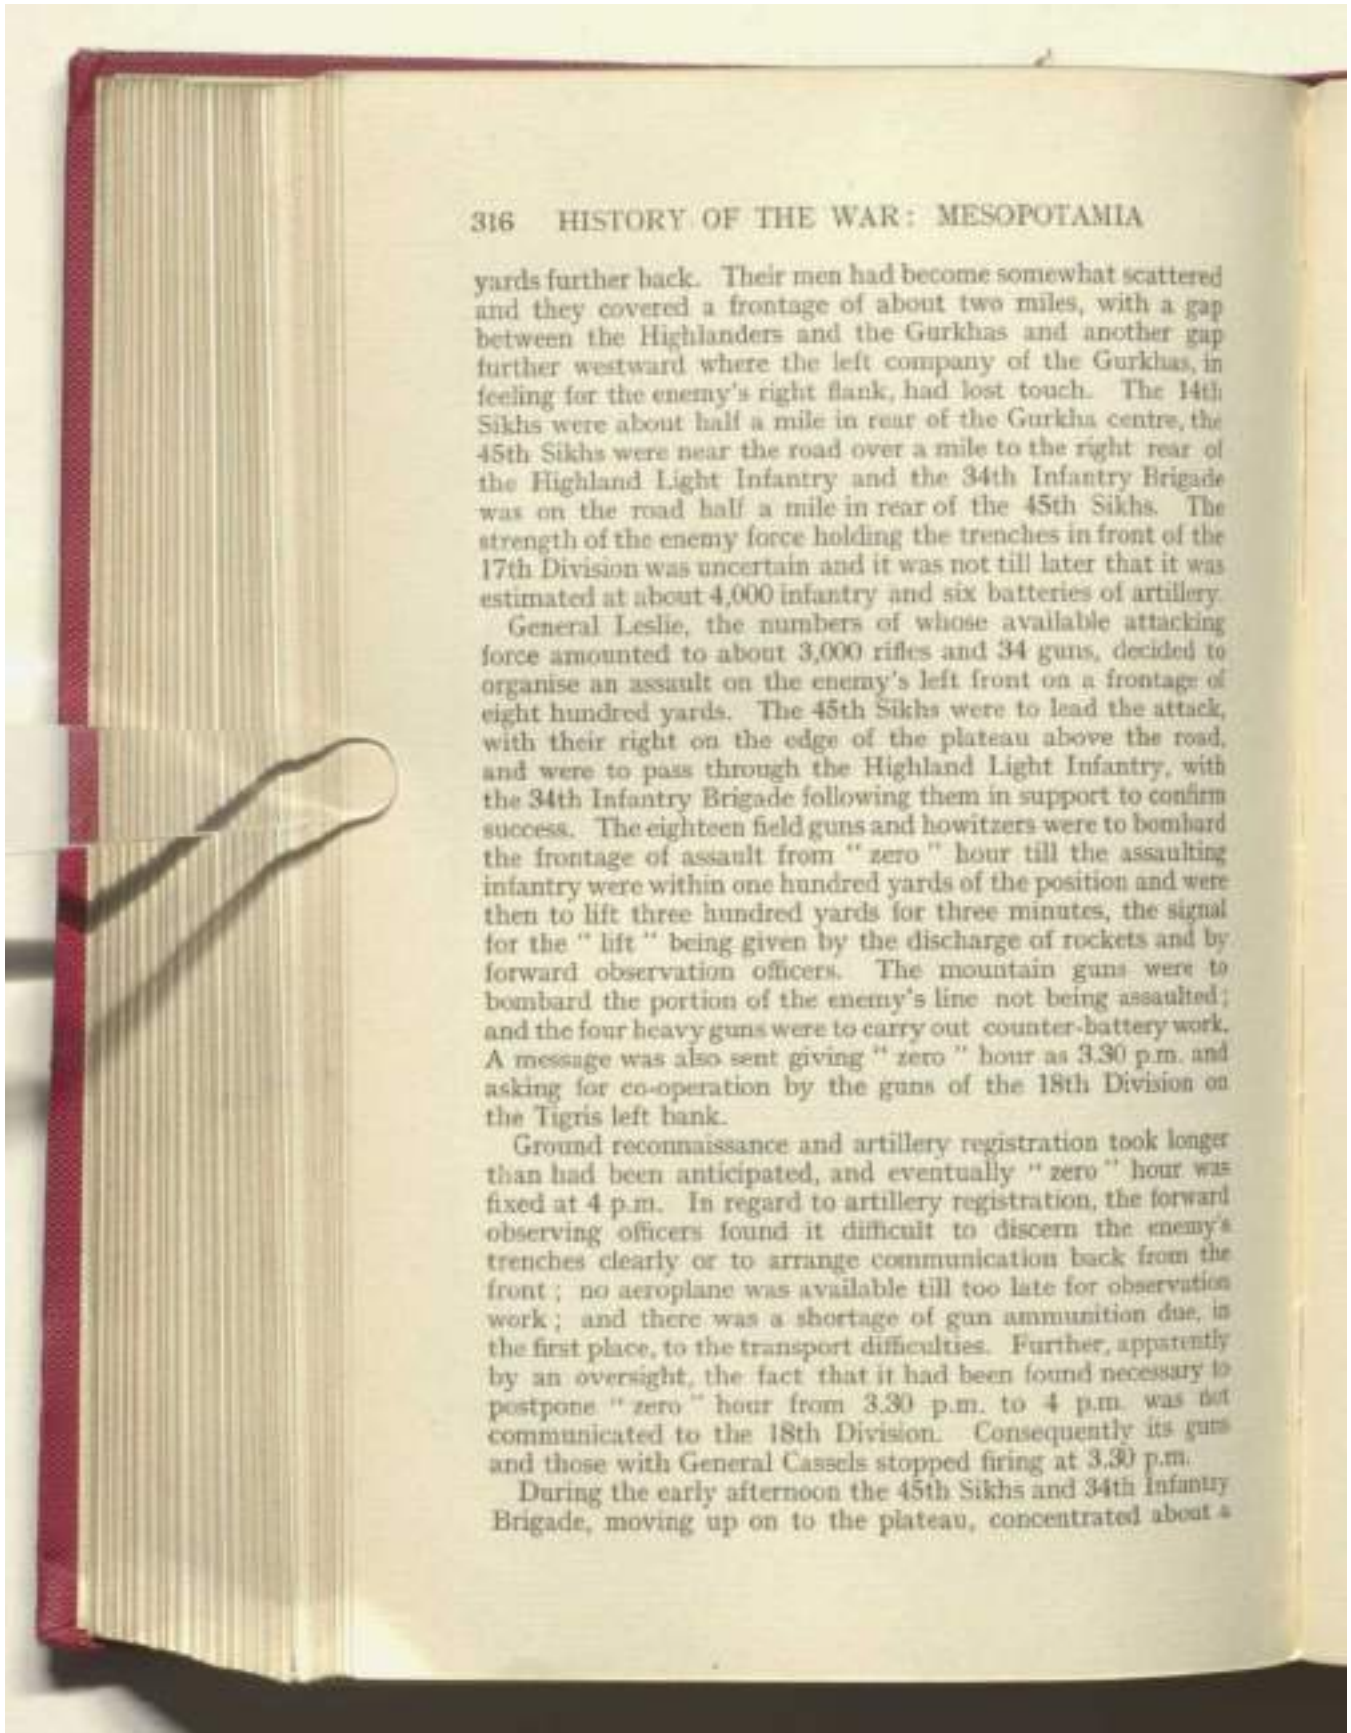 316 HISTORY OF THE WAR: MESOPOTAMIA
yards further back. Their men had become somewhat scattered
and they covered a frontage of about two miles, with a gap
between the Highlanders and the Gurkhas and another gap
further westward where the left company of the Gurkhas, in
feeling for the enemy's right flank, had lost touch. The 14th
Sikhs were about half a mile in rear of the Gurkha centre, the
45th Sikhs were near the road over a mile to the right rear of
the Highland Light Infantry and the 34th Infantry Brigade
was on the road half a mile in rear of the 45th Sikhs. The
strength of the enemy force holding the trenches in front of the
17th Division was uncertain and it was not till later that it was
estimated at about 4,000 infantry and six batteries of artillery.
General Leslie, the numbers of whose available attacking
force amounted to about 3,000 rifles and 34 guns, decided to
organise an assault on the enemy's left front on a frontage of
eight hundred yards. The 45th Sikhs were to lead the attack,
with their right on the edge of the plateau above the road,
and were to pass through the Highland Light Infantry, with
the 34th Infantry Brigade following them in support to confirm
success. The eighteen field guns and howitzers were to bombard
the frontage of assault from " zero " hour till the assaulting
infantry were within one hundred yards of the position and were
then to lift three hundred yards for three minutes, the signal
for the " lift " being given by the discharge of rockets and by
forward observation officers. The mountain guns were to
bombard the portion of the enemy's line not being assaulted;
and the four heavy guns were to carry out counter-battery work.
A message was also sent giving " zero " hour as 3.30 p.m. and
asking for co-operation by the guns of the 18th Division on
the Tigris left bank.
Ground reconnaissance and artillery registration took longer
than had been anticipated, and eventually " zero " hour was
fixed at 4 p.m. In regard to artillery registration, the forward
observing officers found it difficult to discern the enemy's
trenches clearly or to arrange communication back from the
front ; no aeroplane was available till too late for observation
work ; and there was a shortage of gun ammunition due, in
the first place, to the transport difficulties. Further, apparently
by an oversight, the fact that it had been found necessary to
postpone " zero " hour from 3.30 p.m. to 4 p.m. was not
communicated to the 18th Division. Consequently its guns
and those with General Cassels stopped firing at 3.30 p.m.
During the early afternoon the 45th Sikhs and 34th Infantry
Brigade, moving up on to the plateau, concentrated about a